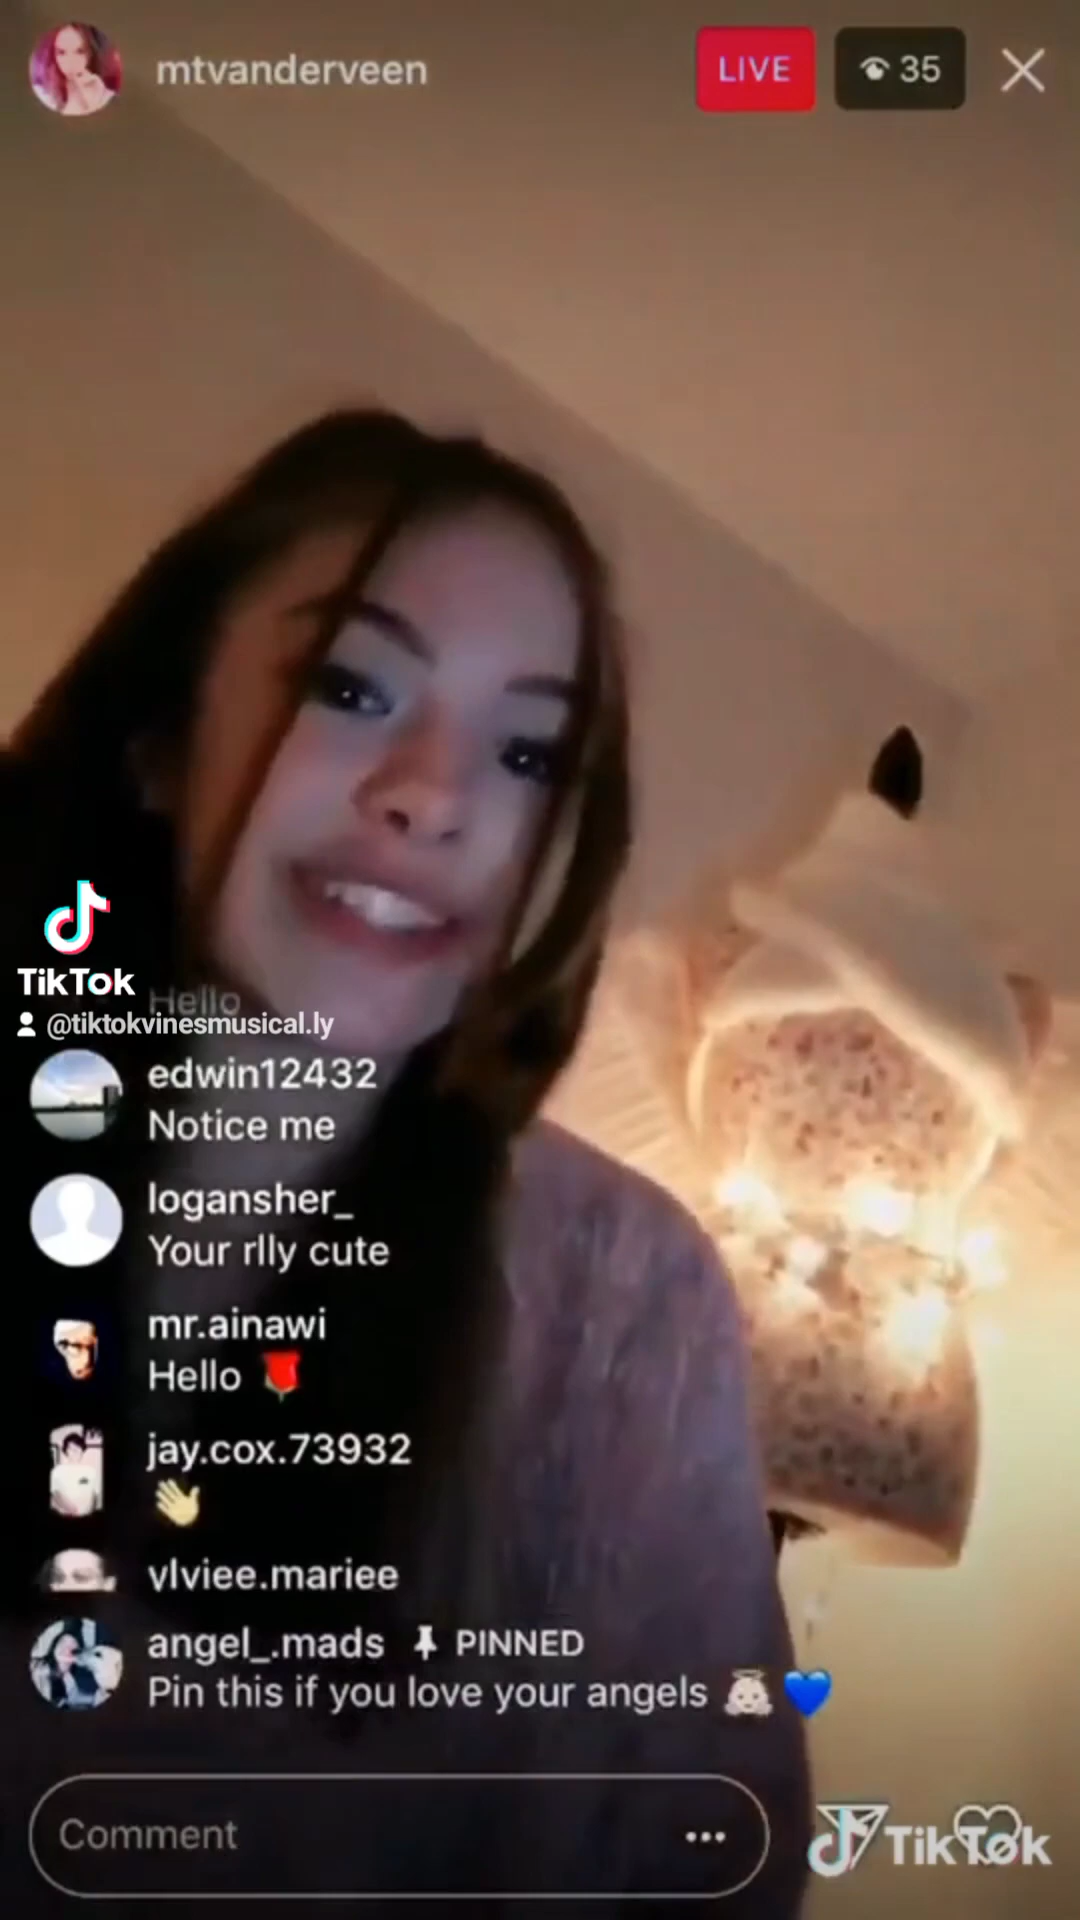 mtvanderveen
LIVE
35
TikTok
Hello
@tiktokvinesmusical.ly
edwin12432
Notice me
logansher_
Your rlly cute
mr.ainawi
Hello 🌹
jay.cox.73932
👋
vlviee.mariee
angel_.mads PINNED
Pin this if you love your angels 👼 💙
Comment
TikTok